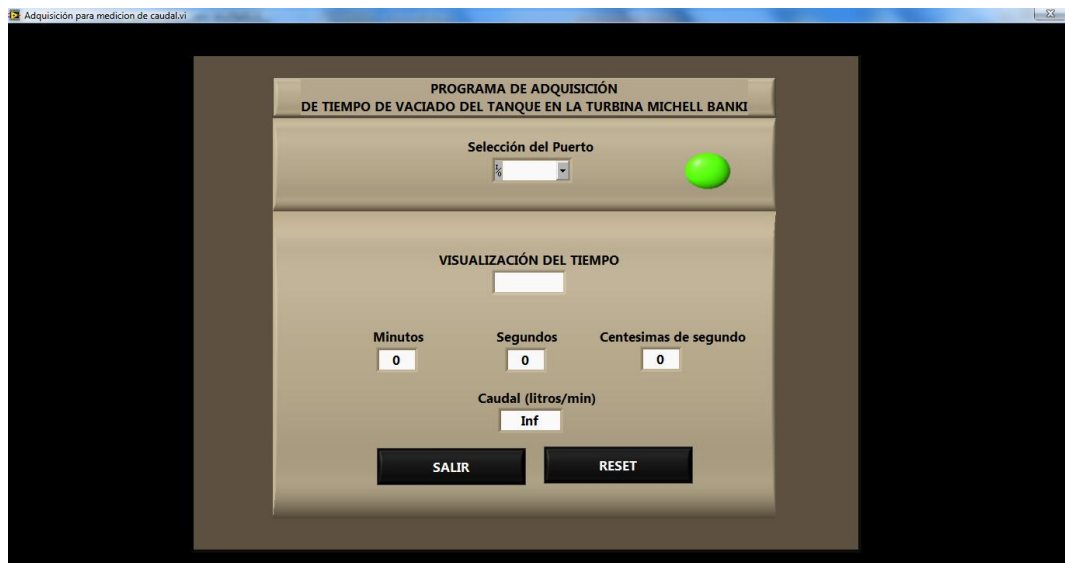 Adquisición para medicion de caudal.vi
PROGRAMA DE ADQUISICIÓN
DE TIEMPO DE VACIADO DEL TANQUE EN LA TURBINA MICHELL BANKI
Selección del Puerto
VISUALIZACIÓN DEL TIEMPO
Minutos Segundos Centesimas de segundo
0 0 0
Caudal (litros/min)
Inf
SALIR RESET